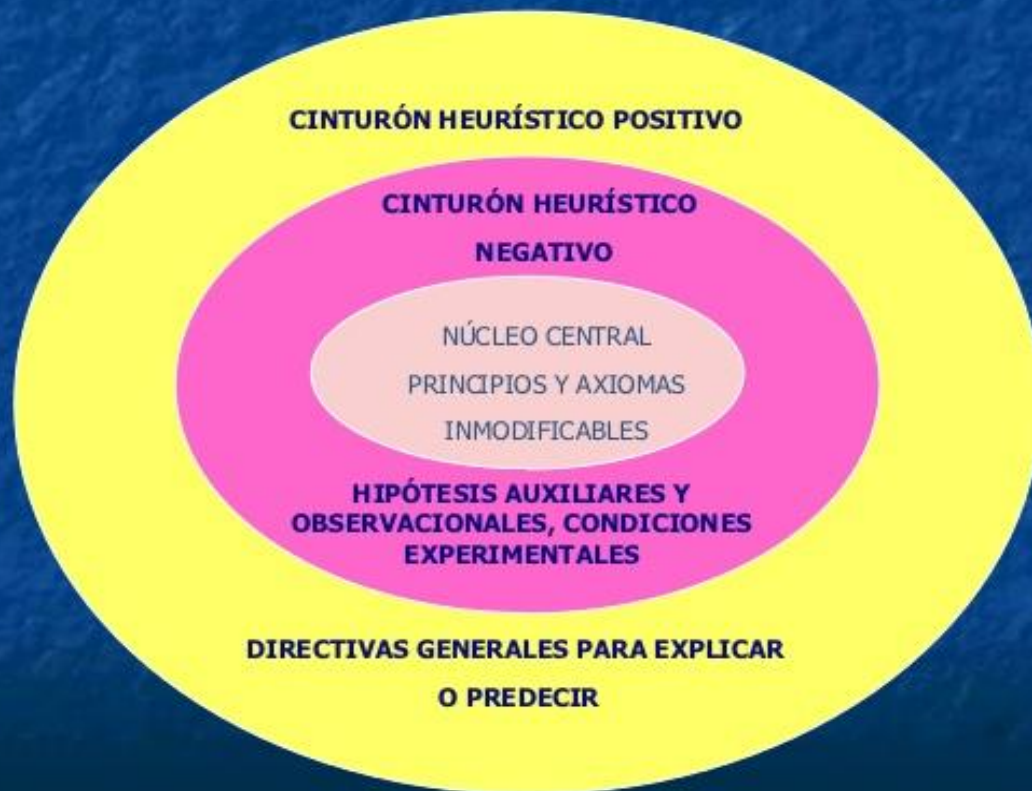 CINTURÓN HEURÍSTICO POSITIVO
CINTURÓN HEURÍSTICO
NEGATIVO
NÚCLEO CENTRAL
PRINCIPIOS Y AXIOMAS
INMODIFICABLES
HIPÓTESIS AUXILIARES Y
OBSERVACIONALES, CONDICIONES
EXPERIMENTALES
DIRECTIVAS GENERALES PARA EXPLICAR
O PREDECIR